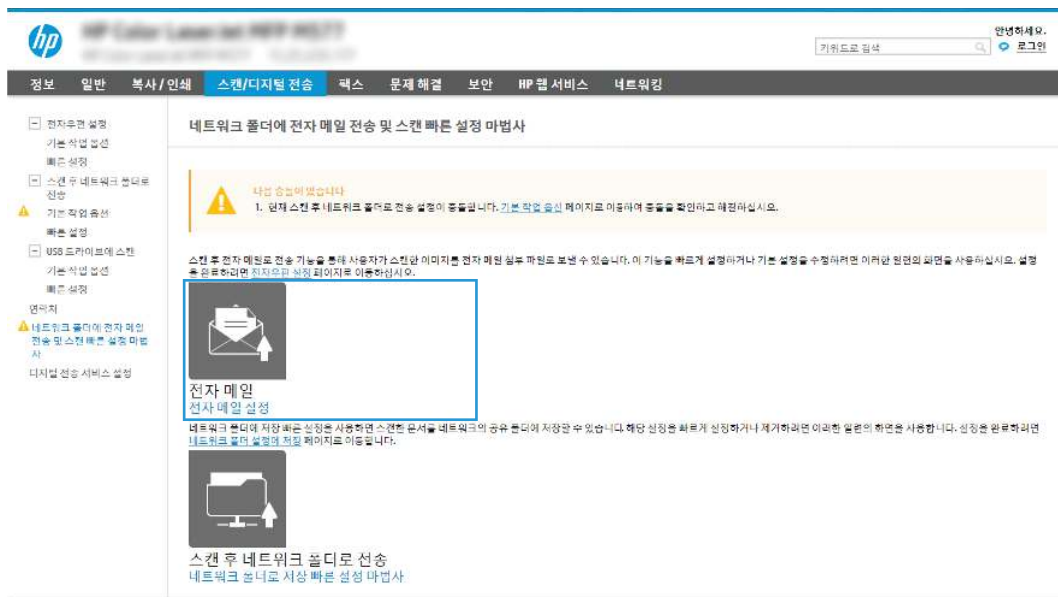 hp
안녕하세요.
키워드로 검색
로그인
정보 일반 복사 / 인쇄 스캔/디지털 전송 팩스 문제 해결 보안 HP 웹 서비스 네트워킹
전자우편 설정
기본 작업 옵션
빠른 설정
스캔 후 네트워크 폴더로
전송
기본 작업 옵션
빠른 설정
USB 드라이브에 스캔
기본 작업 옵션
빠른 설정
연락처
네트워크 폴더에 전자 메일
전송 및 스캔 빠른 설정 마법
사
디지털 전송 서비스 설정
네트워크 폴더에 전자 메일 전송 및 스캔 빠른 설정 마법사
다음 충돌이 있습니다
1. 현재 스캔 후 네트워크 폴더로 전송 설정이 충돌합니다. 기본 작업 옵션 페이지로 이동하여 충돌을 확인하고 해결하십시오.
스캔 후 전자 메일로 전송 기능을 통해 사용자가 스캔한 이미지를 전자 메일 첨부 파일로 보낼 수 있습니다. 이 기능을 빠르게 설정하거나 기본 설정을 수정하려면 이러한 일련의 화면을 사용하십시오. 설정
을 완료하려면 전자우편 설정 페이지로 이동하십시오.
전자 메일
전자 메일 설정
네트워크 폴더에 저장 빠른 설정을 사용하면 스캔한 문서를 네트워크의 공유 폴더에 저장할 수 있습니다. 해당 설정을 빠르게 설정하거나 제거하려면 이러한 일련의 화면을 사용합니다. 설정을 완료하려면
네트워크 폴더 설정에 저장 페이지로 이동합니다.
스캔 후 네트워크 폴더로 전송
네트워크 폴더로 저장 빠른 설정 마법사